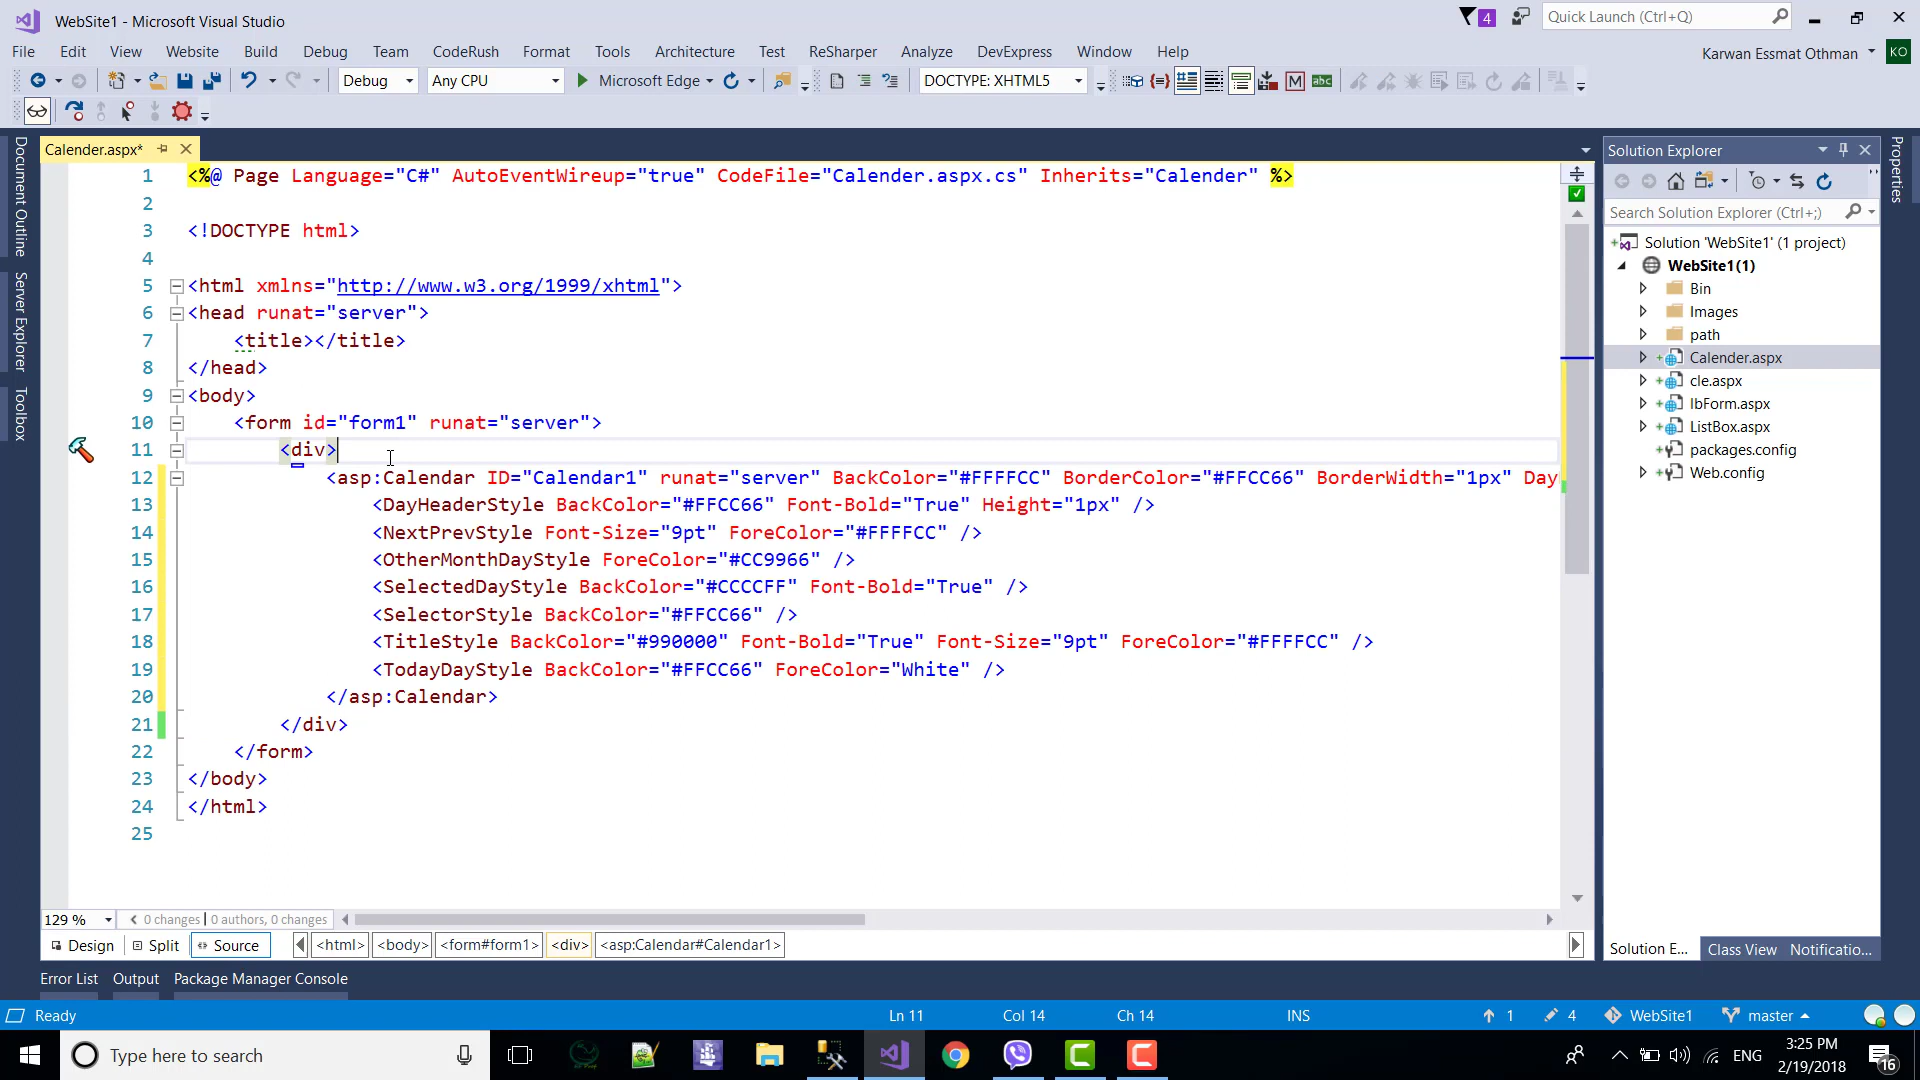 WebSite1 - Microsoft Visual Studio
4
Quick Launch (Ctrl+Q)
File Edit View Website Build Debug Team CodeRush Format Tools Architecture Test ReSharper Analyze DevExpress Window Help
Karwan Essmat Othman
KO
Debug
Any CPU
Microsoft Edge
DOCTYPE: XHTML5
Document Outline
Server Explorer
Toolbox
Calender.aspx*
1 <%@ Page Language="C#" AutoEventWireup="true" CodeFile="Calender.aspx.cs" Inherits="Calender" %>
2
3 <!DOCTYPE html>
4
5 <html xmlns="http://www.w3.org/1999/xhtml">
6 <head runat="server">
7 <title></title>
8 </head>
9 <body>
10 <form id="form1" runat="server">
11 <div>
12 <asp:Calendar ID="Calendar1" runat="server" BackColor="#FFFFCC" BorderColor="#FFCC66" BorderWidth="1px" Day
13 <DayHeaderStyle BackColor="#FFCC66" Font-Bold="True" Height="1px" />
14 <NextPrevStyle Font-Size="9pt" ForeColor="#FFFFCC" />
15 <OtherMonthDayStyle ForeColor="#CC9966" />
16 <SelectedDayStyle BackColor="#CCCCFF" Font-Bold="True" />
17 <SelectorStyle BackColor="#FFCC66" />
18 <TitleStyle BackColor="#990000" Font-Bold="True" Font-Size="9pt" ForeColor="#FFFFCC" />
19 <TodayDayStyle BackColor="#FFCC66" ForeColor="White" />
20 </asp:Calendar>
21 </div>
22 </form>
23 </body>
24 </html>
25
129 %
0 changes | 0 authors, 0 changes
Design Split Source
<html> <body> <form#form1> <div> <asp:Calendar#Calendar1>
Solution Explorer
Search Solution Explorer (Ctrl+;)
Solution 'WebSite1' (1 project)
WebSite1(1)
Bin
Images
path
Calender.aspx
cle.aspx
lbForm.aspx
ListBox.aspx
packages.config
Web.config
Solution E... Class View Notificatio...
Properties
Error List Output Package Manager Console
Ready
Ln 11 Col 14 Ch 14 INS
1 4 WebSite1 master
Type here to search
ENG
3:25 PM
2/19/2018
16